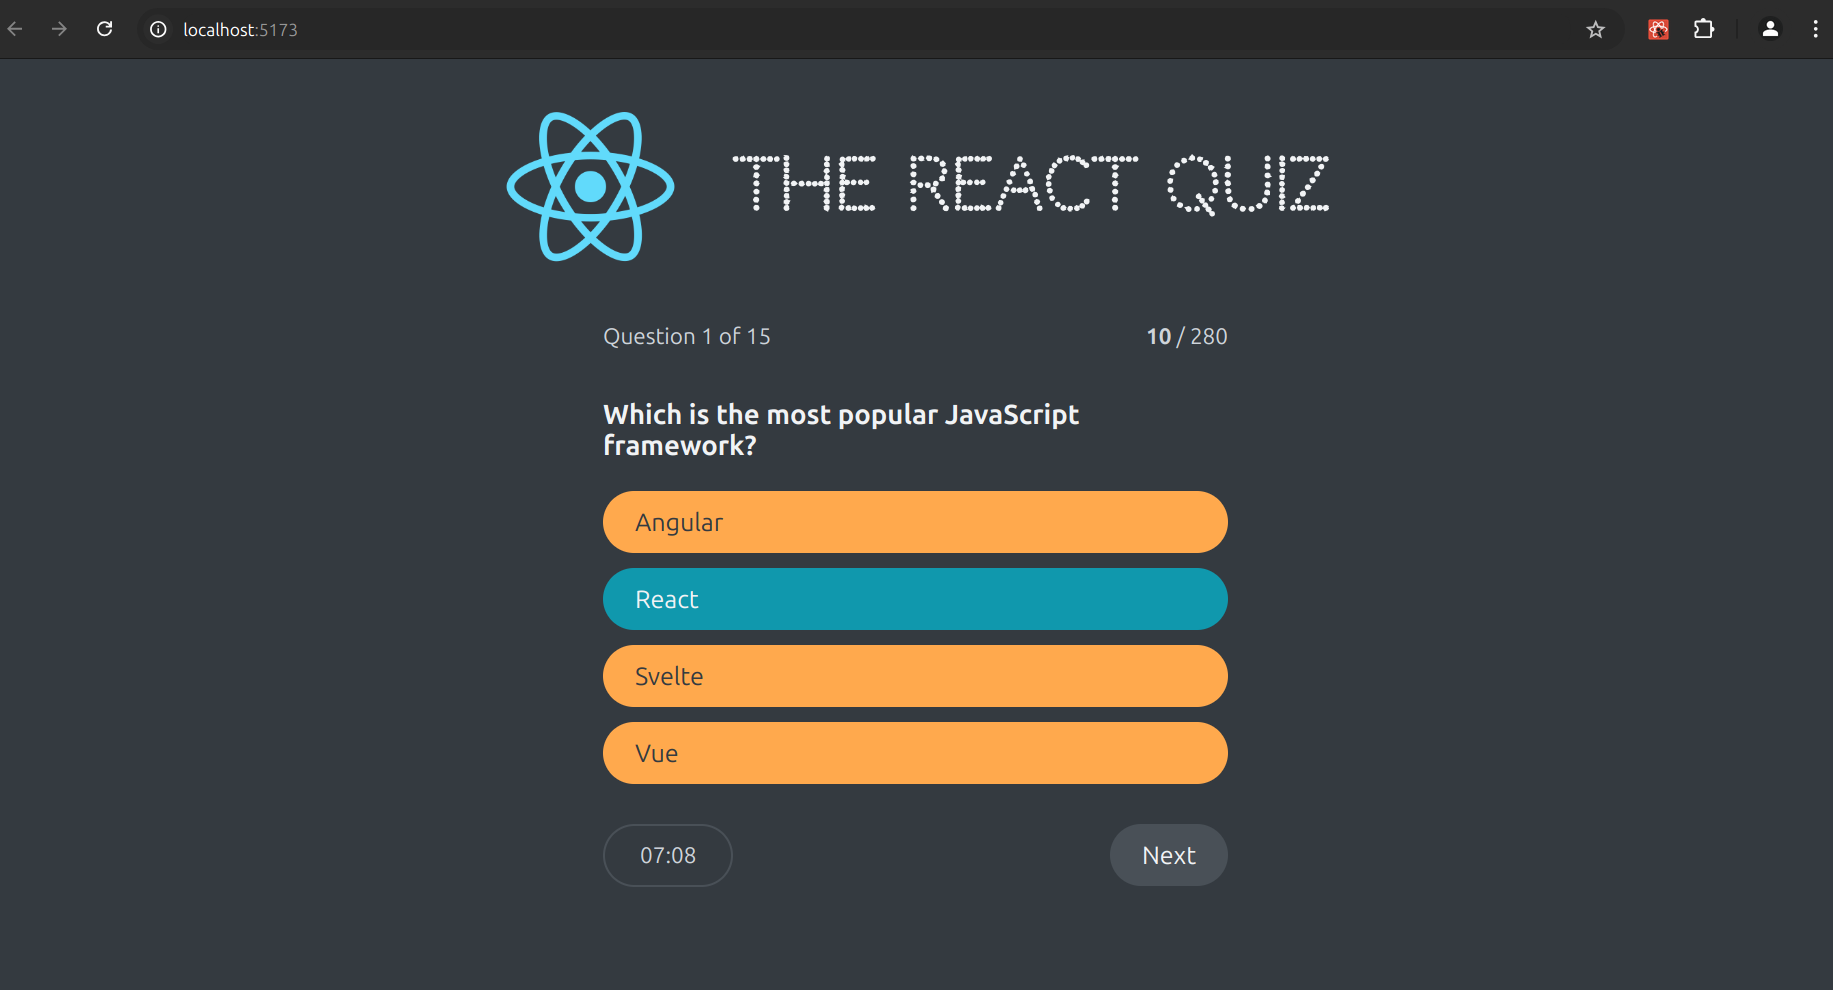 localhost:5173
THE REACT QUIZ
Question 1 of 15
10 / 280
Which is the most popular JavaScript
framework?
Angular
React
Svelte
Vue
07:08
Next